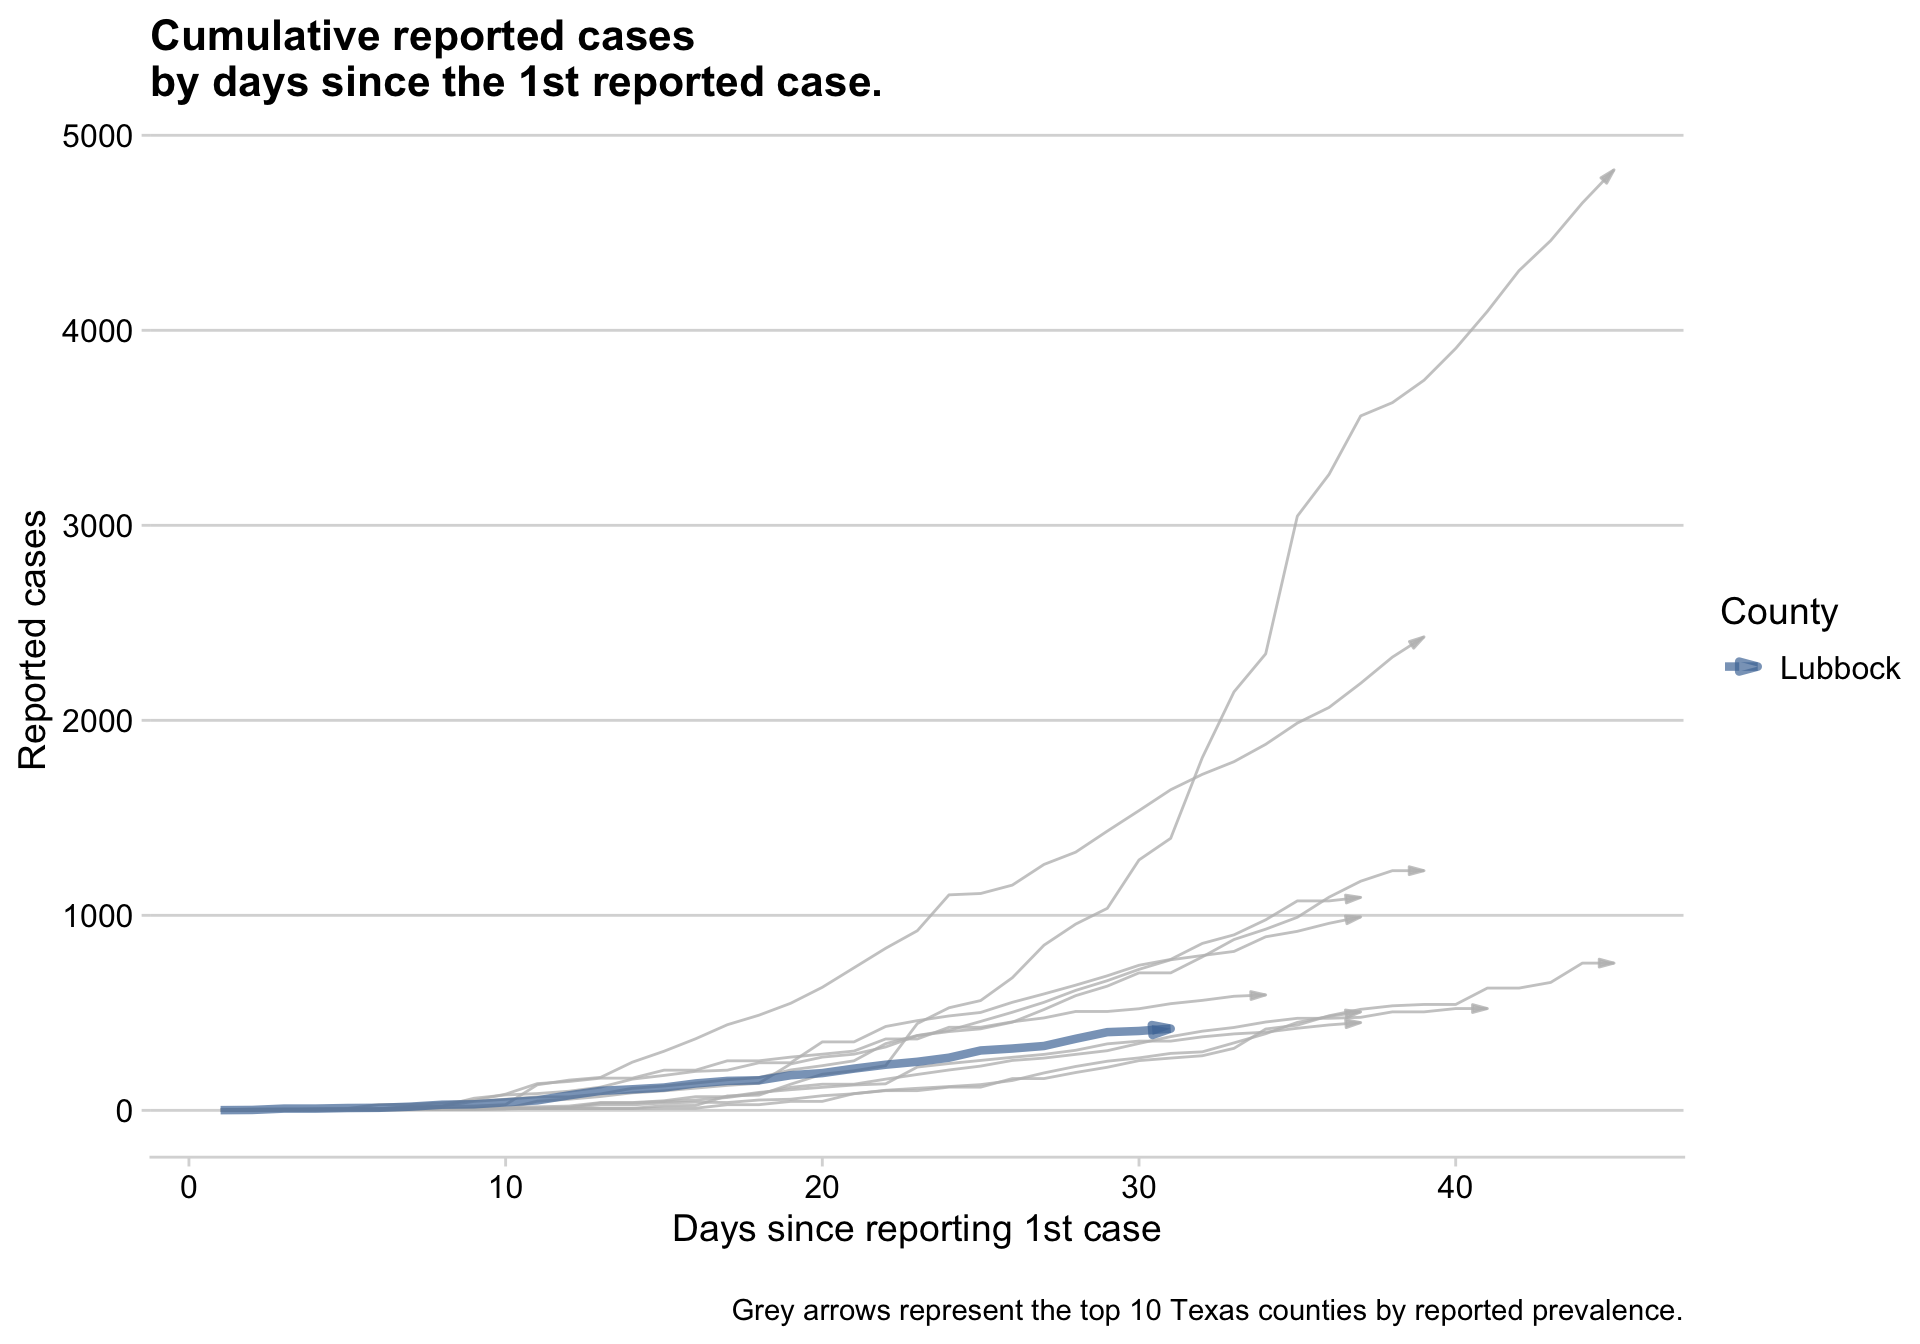 Cumulative reported cases
by days since the 1st reported case.
5000
4000
3000
2000
1000
0
Reported cases
0 10 20 30 40
Days since reporting 1st case
County
Lubbock
Grey arrows represent the top 10 Texas counties by reported prevalence.